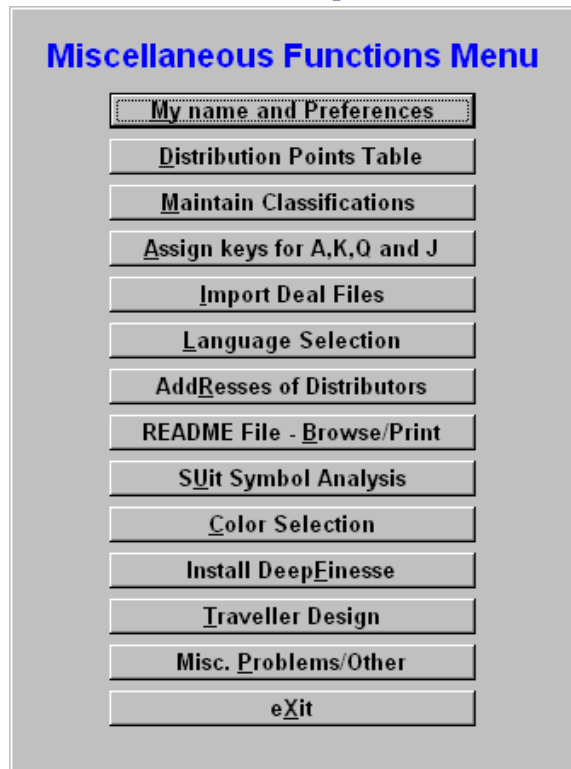 Miscellaneous Functions Menu
My name and Preferences
Distribution Points Table
Maintain Classifications
Assign keys for A,K,Q and J
Import Deal Files
Language Selection
AddResses of Distributors
README File - Browse/Print
SUit Symbol Analysis
Color Selection
Install DeepFinesse
Traveller Design
Misc. Problems/Other
eXit